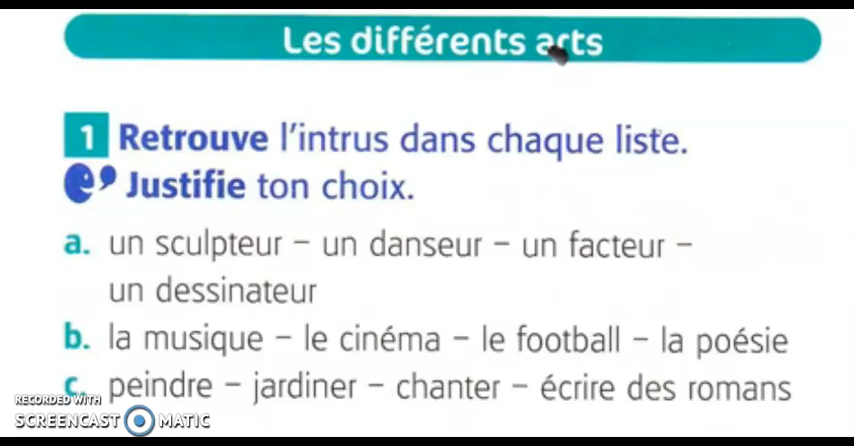 Les différents arts
1 Retrouve l'intrus dans chaque liste.
Justifie ton choix.
a. un sculpteur – un danseur – un facteur –
un dessinateur
b. la musique – le cinéma – le football – la poésie
c. peindre – jardiner – chanter – écrire des romans
RECORDED WITH
SCREENCAST MATIC